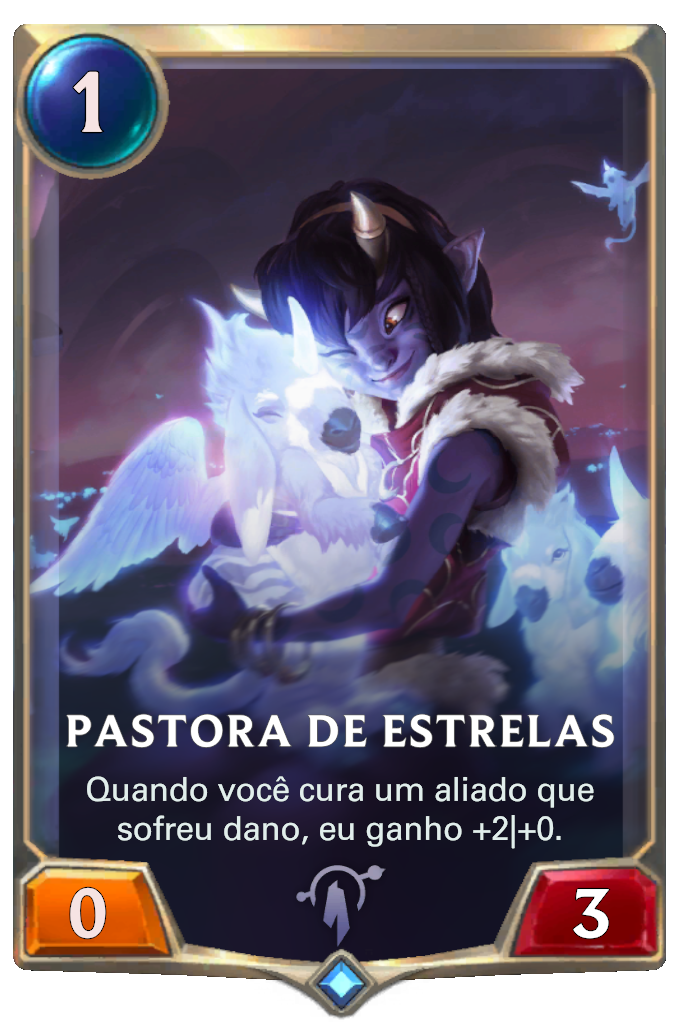 1
PASTORA DE ESTRELAS
Quando você cura um aliado que
sofreu dano, eu ganho +2|+0.
0
3